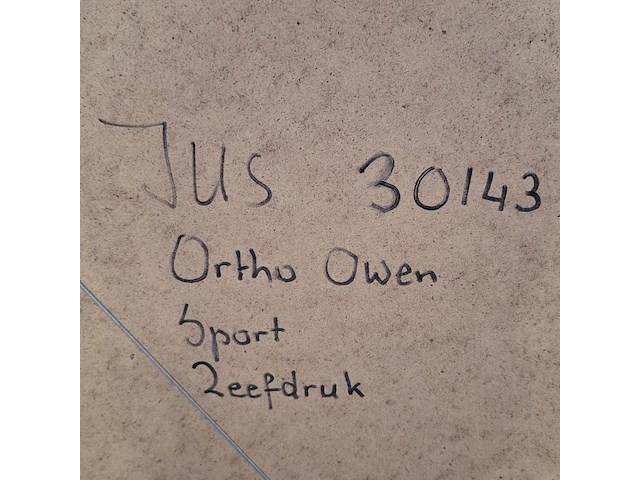 JUS 30143
Ortho Owen
Sport
Zeefdruk